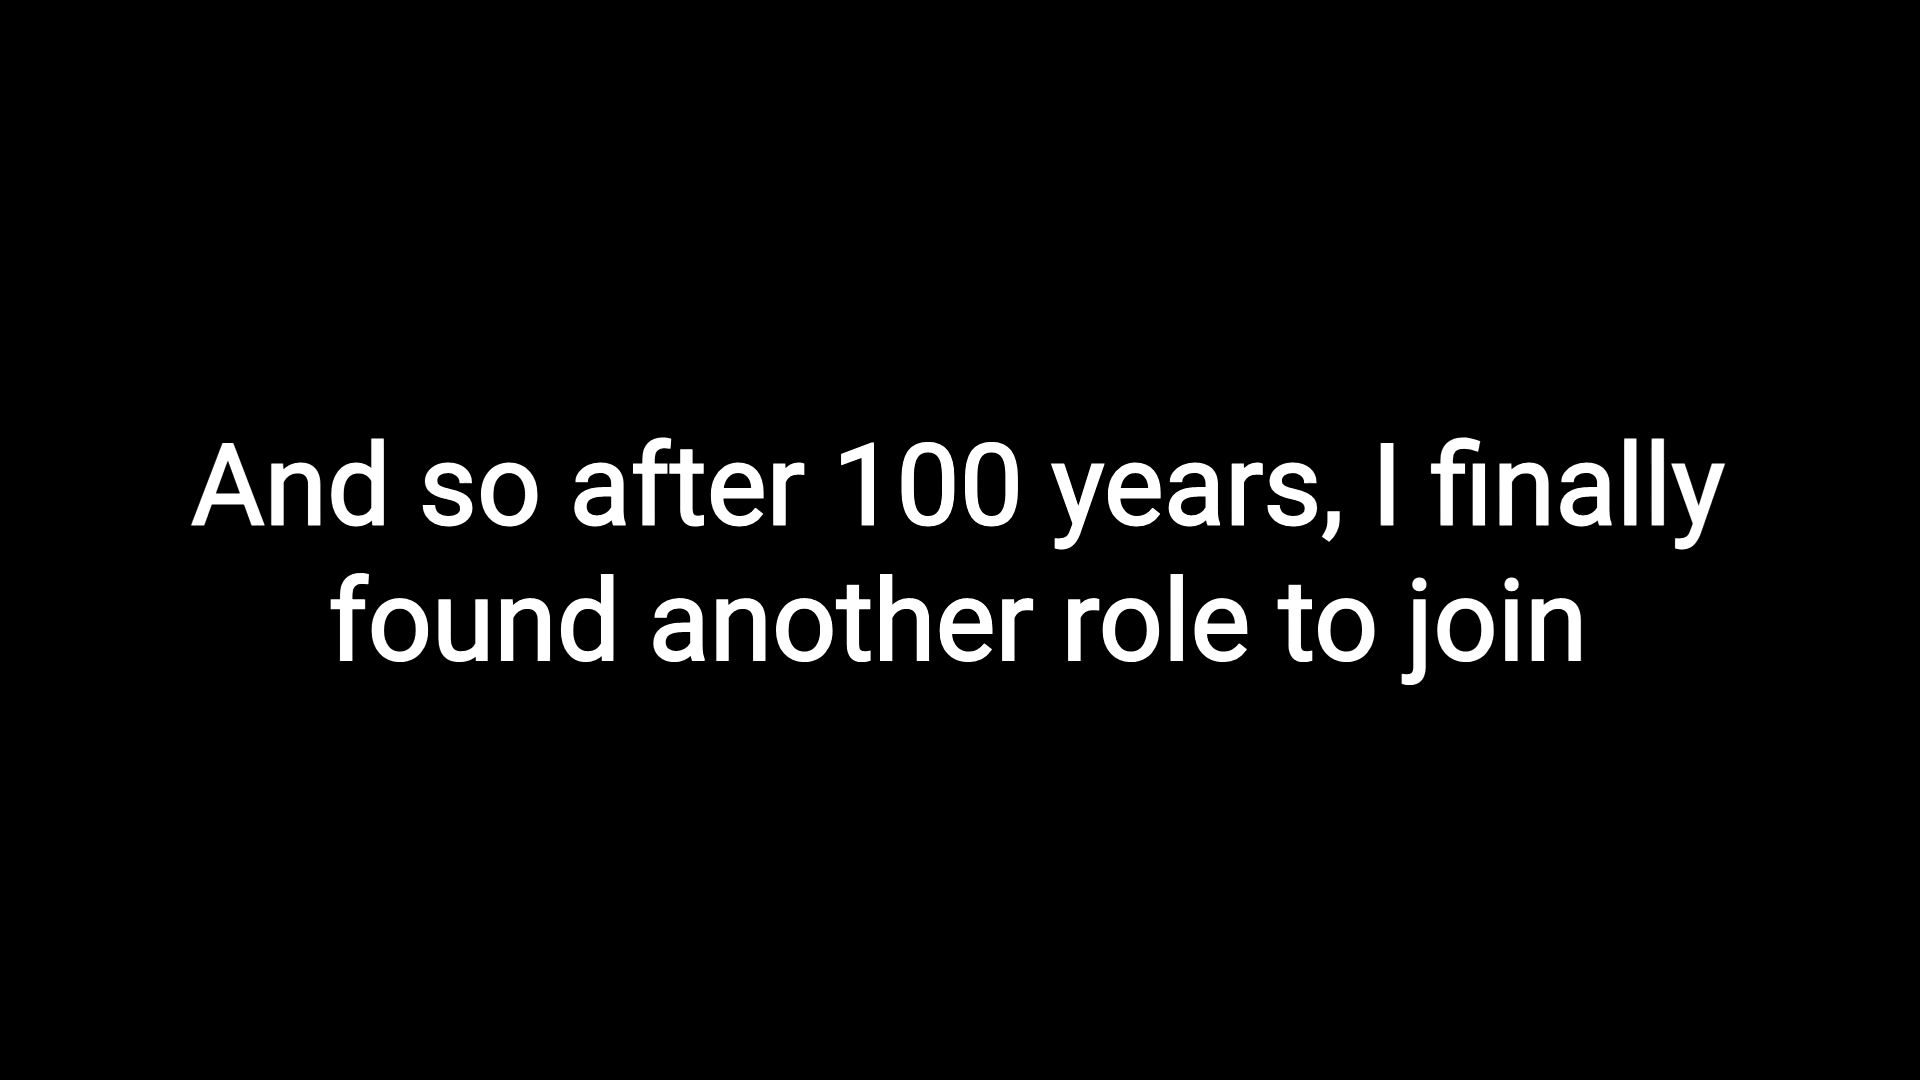 And so after 100 years, I finally
found another role to join